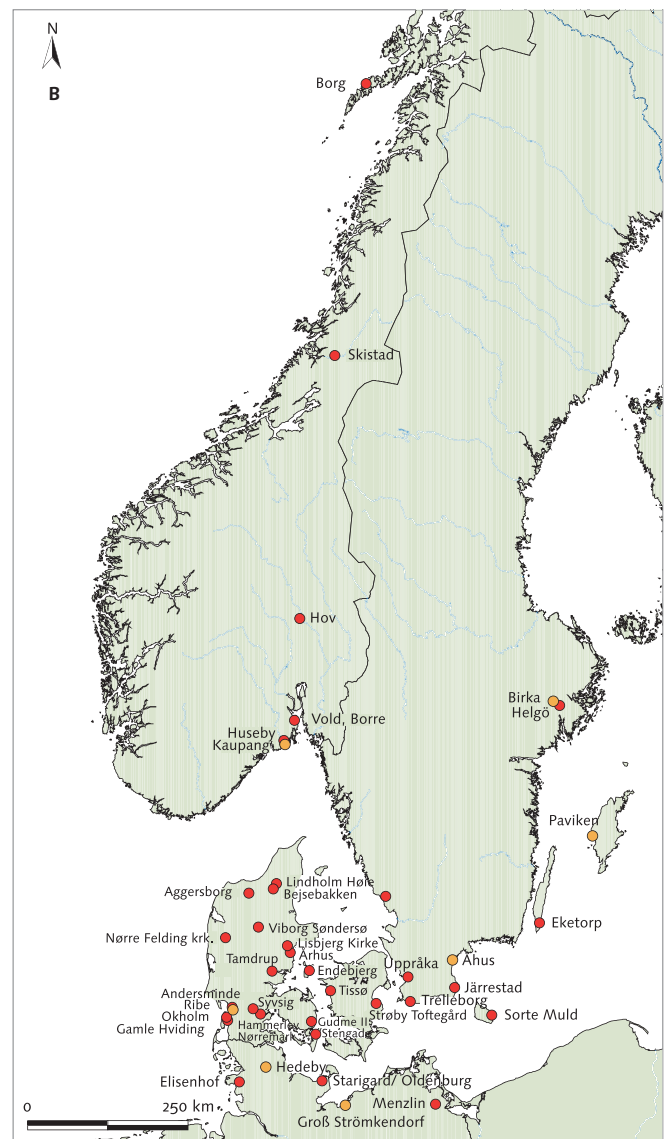 N
B
Borg
Skistad
Hov
Vold, Borre
Huseby
Kaupang
Birka
Helgö
Paviken
Eketorp
Lindholm Høje
Bejsebakken
Aggersborg
Viborg Søndersø
Nørre Felding krk.
Lisbjerg Kirke
Århus
Tamdrup
Endebjerg
Uppråka
Åhus
Järrestad
Trelleborg
Tissø
Strøby Toftegård
Sorte Muld
Andersminde
Ribe
Okholm
Gamle Hviding
Syvsig
Hammerlev
Nørremark
Gudme II
Stengade
Hedeby
Elisenhof
Starigard/ Oldenburg
Menzlin
Groß Strömkendorf
0
250 km